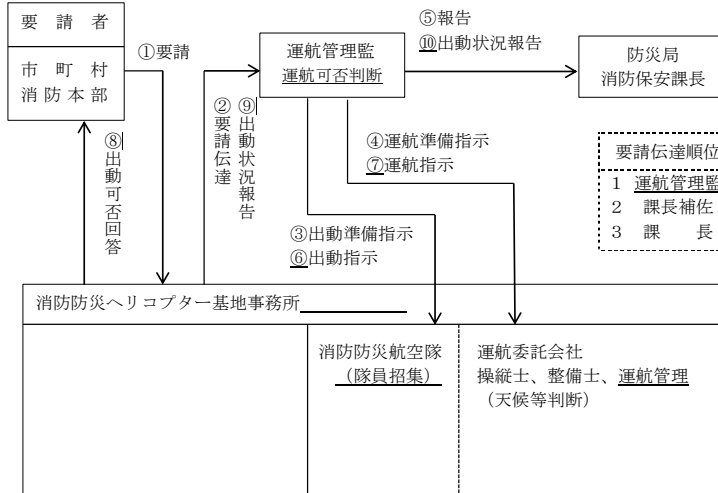 要請者
市町村
消防本部
①要請
運航管理監
運航可否判断
⑤報告
⑩出動状況報告
防災局
消防保安課長
⑧出動可否回答
②要請伝達
⑨出動状況報告
④運航準備指示
⑦運航指示
③出動準備指示
⑥出動指示
要請伝達順位
1 運航管理監
2 課長補佐
3 課 長
消防防災ヘリコプター基地事務所
消防防災航空隊
(隊員招集)
運航委託会社
操縦士、整備士、運航管理
(天候等判断)